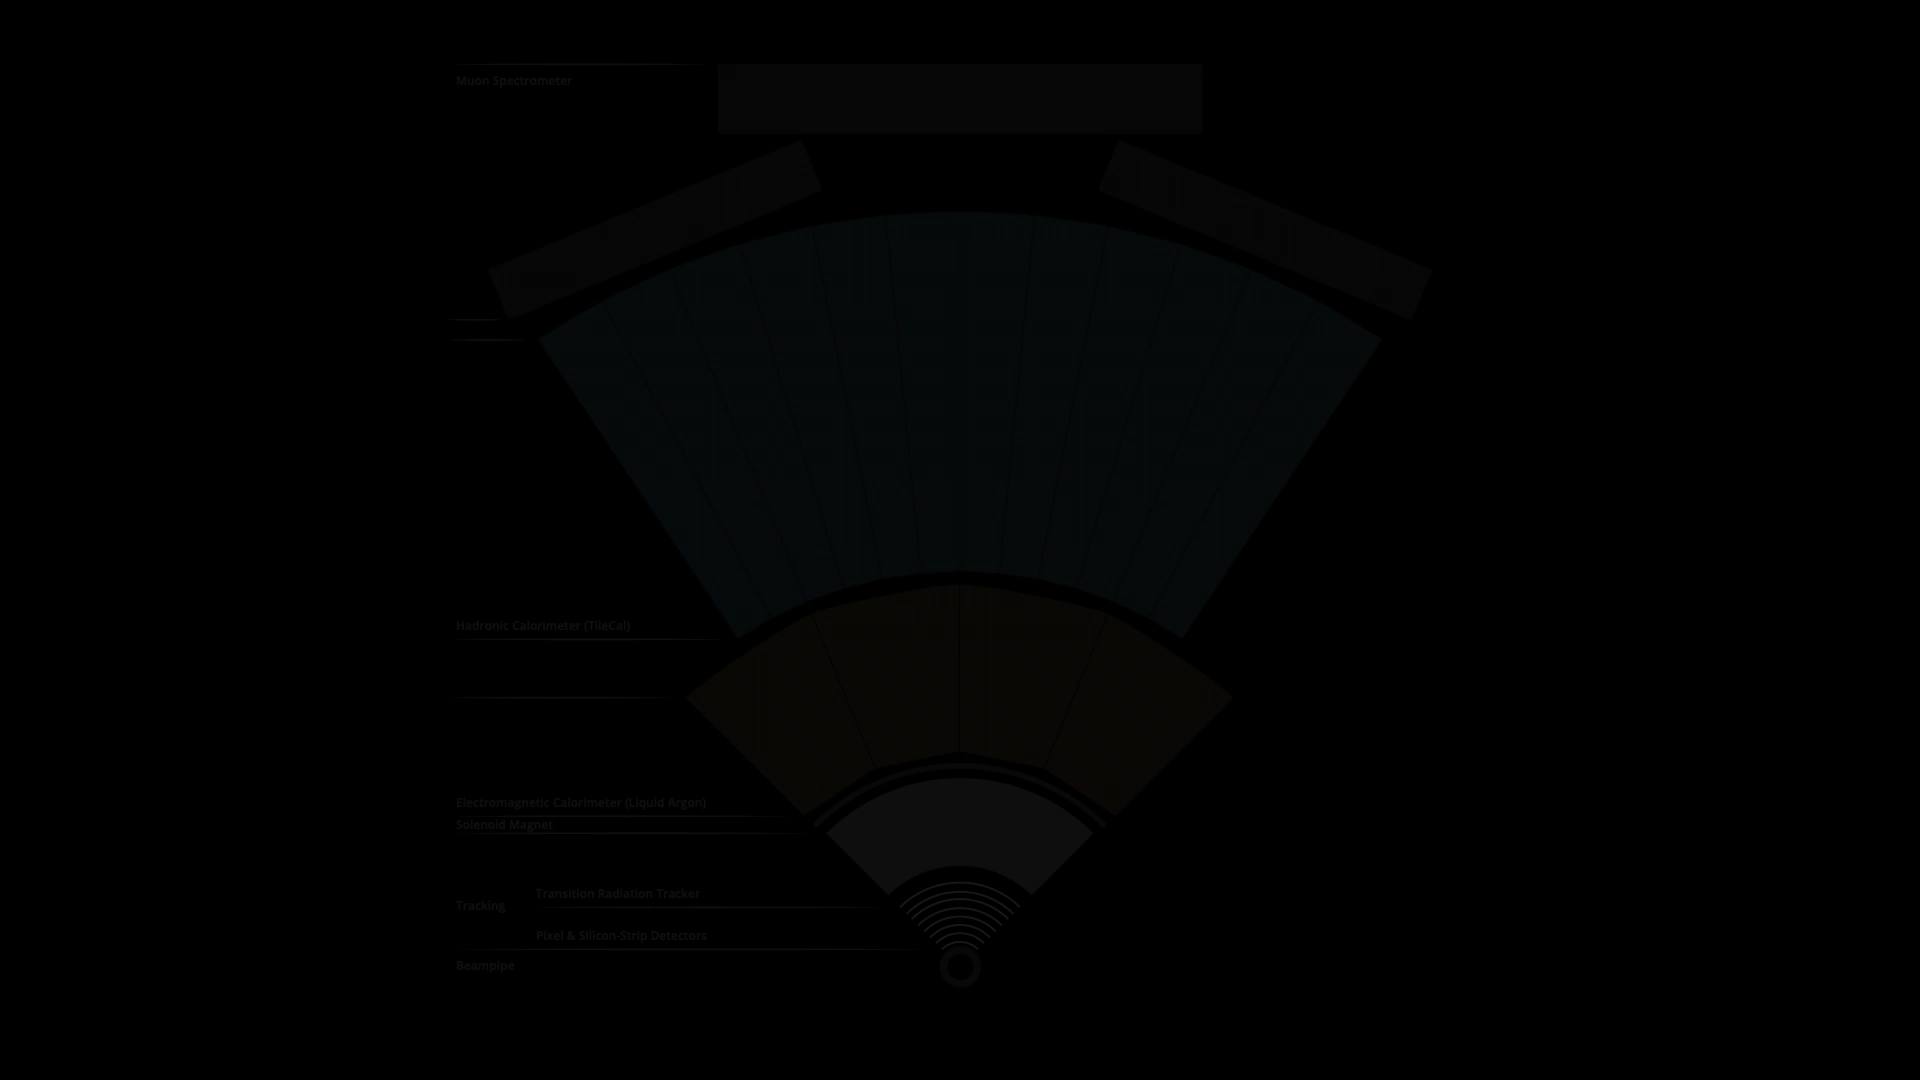 Muon Spectrometer
Hadronic Calorimeter (TileCal)
Electromagnetic Calorimeter (Liquid Argon)
Solenoid Magnet
Transition Radiation Tracker
Tracking
Pixel & Silicon-Strip Detectors
Beampipe